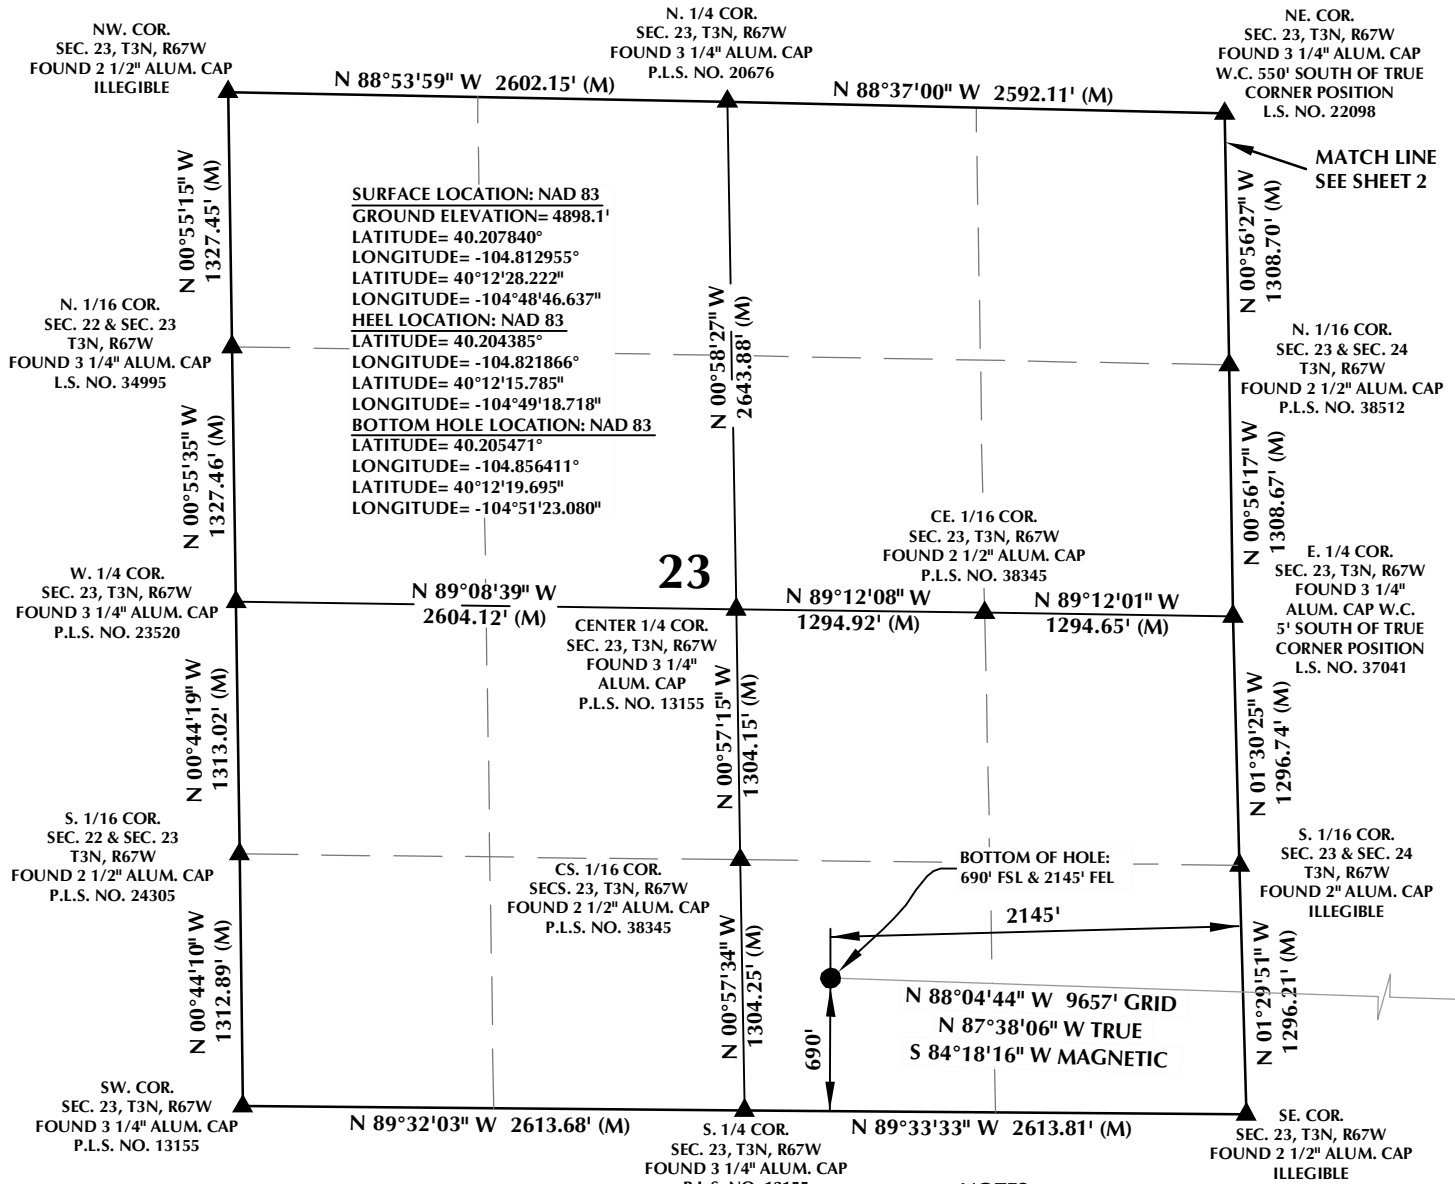 NW. COR.
SEC. 23, T3N, R67W
FOUND 2 1/2" ALUM. CAP
ILLEGIBLE
N. 1/4 COR.
SEC. 23, T3N, R67W
FOUND 3 1/4" ALUM. CAP
P.L.S. NO. 20676
NE. COR.
SEC. 23, T3N, R67W
FOUND 3 1/4" ALUM. CAP
W.C. 550' SOUTH OF TRUE
CORNER POSITION
L.S. NO. 22098
N 88°53'59" W 2602.15' (M)
N 88°37'00" W 2592.11' (M)
MATCH LINE
SEE SHEET 2
N 00°55'15" W
1327.45' (M)
SURFACE LOCATION: NAD 83
GROUND ELEVATION= 4898.1'
LATITUDE= 40.207840°
LONGITUDE= -104.812955°
LATITUDE= 40°12'28.222"
LONGITUDE= -104°48'46.637"
HEEL LOCATION: NAD 83
LATITUDE= 40.204385°
LONGITUDE= -104.821866°
LATITUDE= 40°12'15.785"
LONGITUDE= -104°49'18.718"
BOTTOM HOLE LOCATION: NAD 83
LATITUDE= 40.205471°
LONGITUDE= -104.856411°
LATITUDE= 40°12'19.695"
LONGITUDE= -104°51'23.080"
N 00°58'27" W
2643.88' (M)
N 00°56'27" W
1308.70' (M)
N. 1/16 COR.
SEC. 22 & SEC. 23
T3N, R67W
FOUND 3 1/4" ALUM. CAP
L.S. NO. 34995
N. 1/16 COR.
SEC. 23 & SEC. 24
T3N, R67W
FOUND 2 1/2" ALUM. CAP
P.L.S. NO. 38512
N 00°55'35" W
1327.46' (M)
N 00°56'17" W
1308.67' (M)
CE. 1/16 COR.
SEC. 23, T3N, R67W
FOUND 2 1/2" ALUM. CAP
P.L.S. NO. 38345
E. 1/4 COR.
SEC. 23, T3N, R67W
FOUND 3 1/4"
ALUM. CAP W.C.
5' SOUTH OF TRUE
CORNER POSITION
L.S. NO. 37041
W. 1/4 COR.
SEC. 23, T3N, R67W
FOUND 3 1/4" ALUM. CAP
P.L.S. NO. 23520
23
N 89°08'39" W
2604.12' (M)
N 89°12'08" W
1294.92' (M)
N 89°12'01" W
1294.65' (M)
CENTER 1/4 COR.
SEC. 23, T3N, R67W
FOUND 3 1/4"
ALUM. CAP
P.L.S. NO. 13155
N 00°44'19" W
1313.02' (M)
N 00°57'15" W
1304.15' (M)
N 01°30'25" W
1296.74' (M)
S. 1/16 COR.
SEC. 22 & SEC. 23
T3N, R67W
FOUND 2 1/2" ALUM. CAP
P.L.S. NO. 24305
CS. 1/16 COR.
SECS. 23, T3N, R67W
FOUND 2 1/2" ALUM. CAP
P.L.S. NO. 38345
BOTTOM OF HOLE:
690' FSL & 2145' FEL
S. 1/16 COR.
SEC. 23 & SEC. 24
T3N, R67W
FOUND 2" ALUM. CAP
ILLEGIBLE
2145'
N 00°44'10" W
1312.89' (M)
N 00°57'34" W
1304.25' (M)
690'
N 88°04'44" W 9657' GRID
N 87°38'06" W TRUE
S 84°18'16" W MAGNETIC
N 01°29'51" W
1296.21' (M)
SW. COR.
SEC. 23, T3N, R67W
FOUND 3 1/4" ALUM. CAP
P.L.S. NO. 13155
N 89°32'03" W 2613.68' (M)
N 89°33'33" W 2613.81' (M)
S. 1/4 COR.
SEC. 23, T3N, R67W
FOUND 3 1/4" ALUM. CAP
SE. COR.
SEC. 23, T3N, R67W
FOUND 2 1/2" ALUM. CAP
ILLEGIBLE